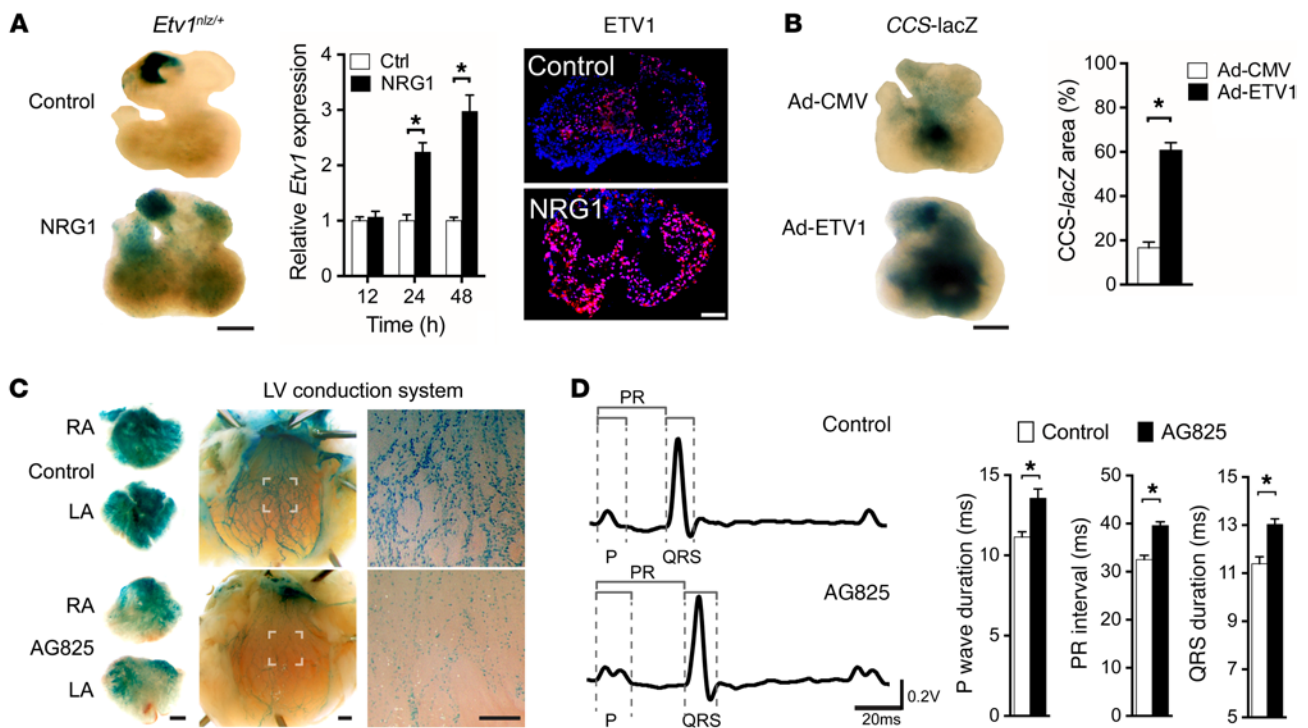 A
Etv1nlz/+
Control
NRG1
Relative Etv1 expression
4
3
2
1
0
Ctrl
NRG1
*
*
12
24
48
Time (h)
ETV1
Control
NRG1
B
CCS-lacZ
Ad-CMV
Ad-ETV1
CCS-lacZ area (%)
100
80
60
40
20
0
Ad-CMV
Ad-ETV1
*
C
LV conduction system
RA
Control
LA
RA
AG825
LA
D
PR
Control
P
QRS
PR
AG825
P
QRS
0.2V
20ms
Control
AG825
P wave duration (ms)
15
10
5
0
*
PR interval (ms)
50
40
30
20
10
0
*
QRS duration (ms)
15
13
11
9
7
5
*